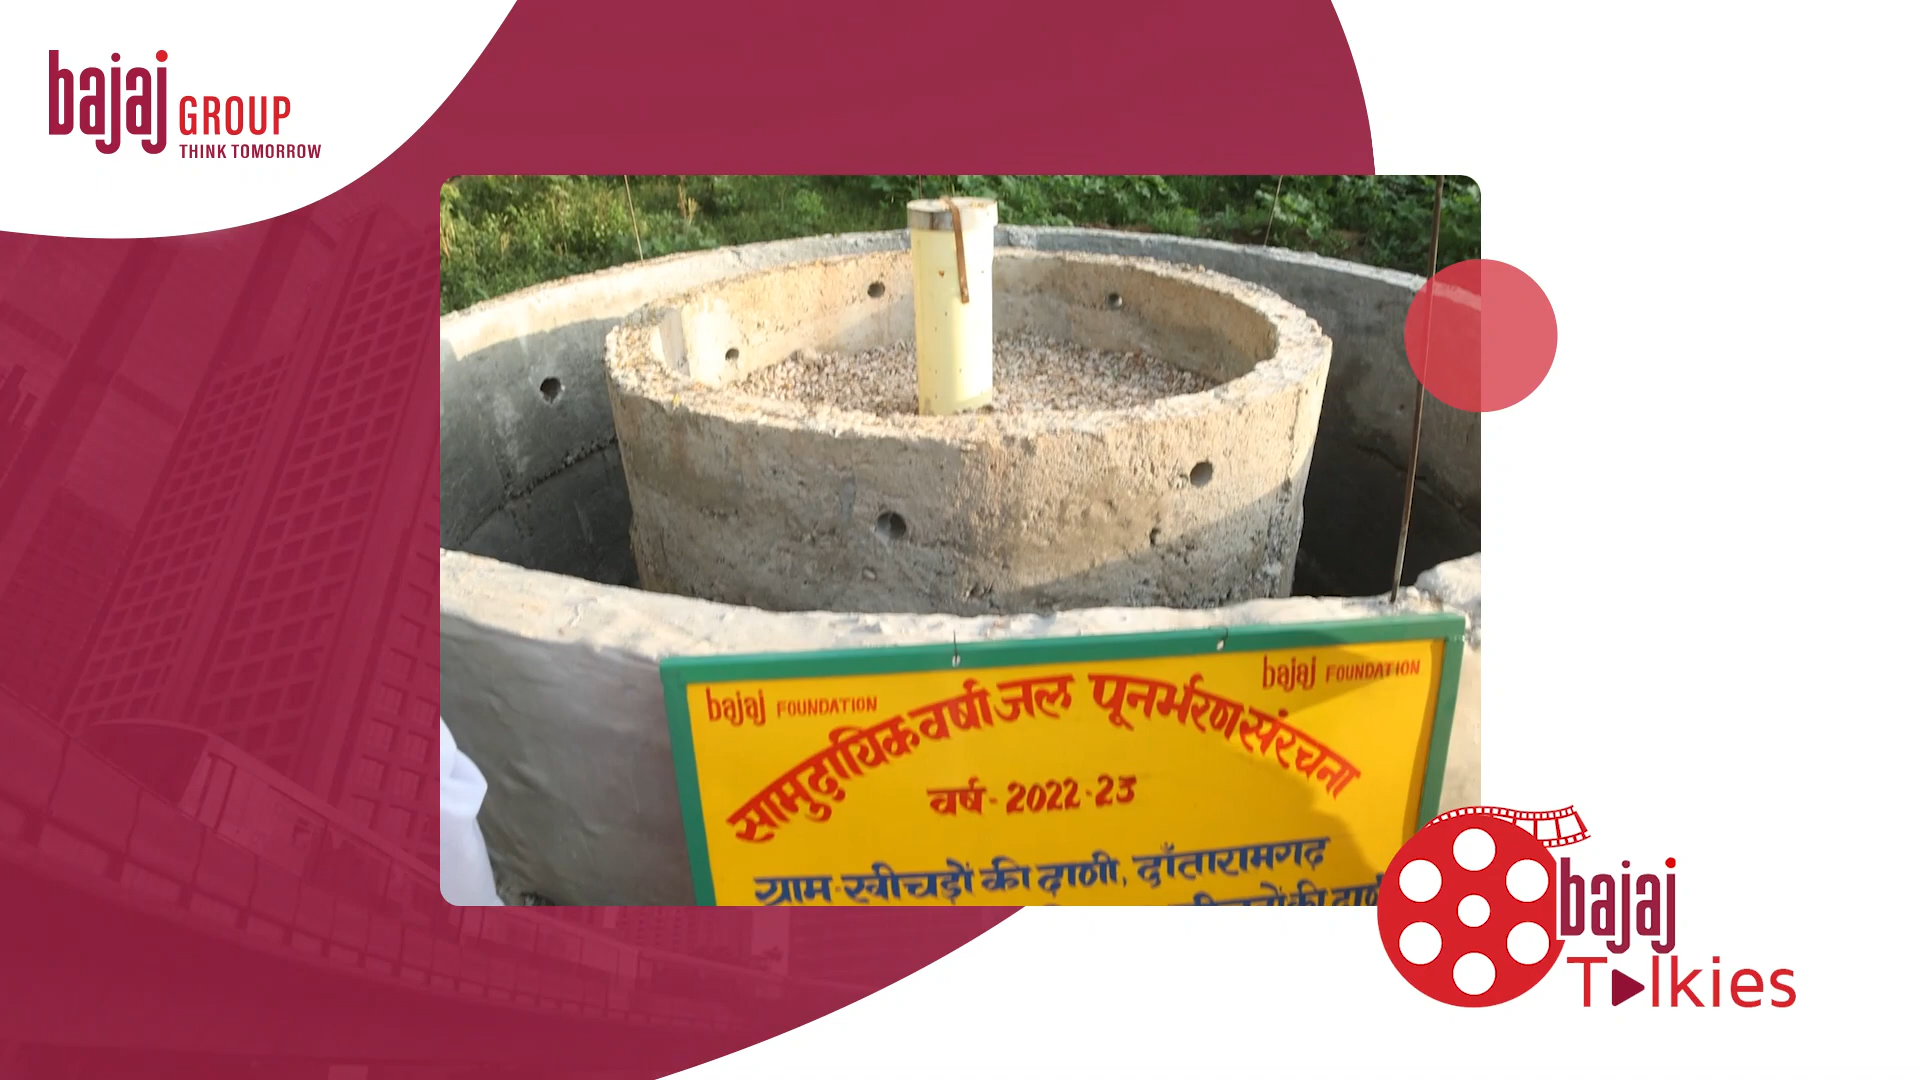 bajaj GROUP
THINK TOMORROW
bajaj FOUNDATION
bajaj FOUNDATION
सामुदायिक वर्षा जल पूनर्भरण संरचना
वर्ष - 2022-23
ग्राम-खीचड़ों की ढाणी, दाँतारामगढ़
bajaj
Talkies